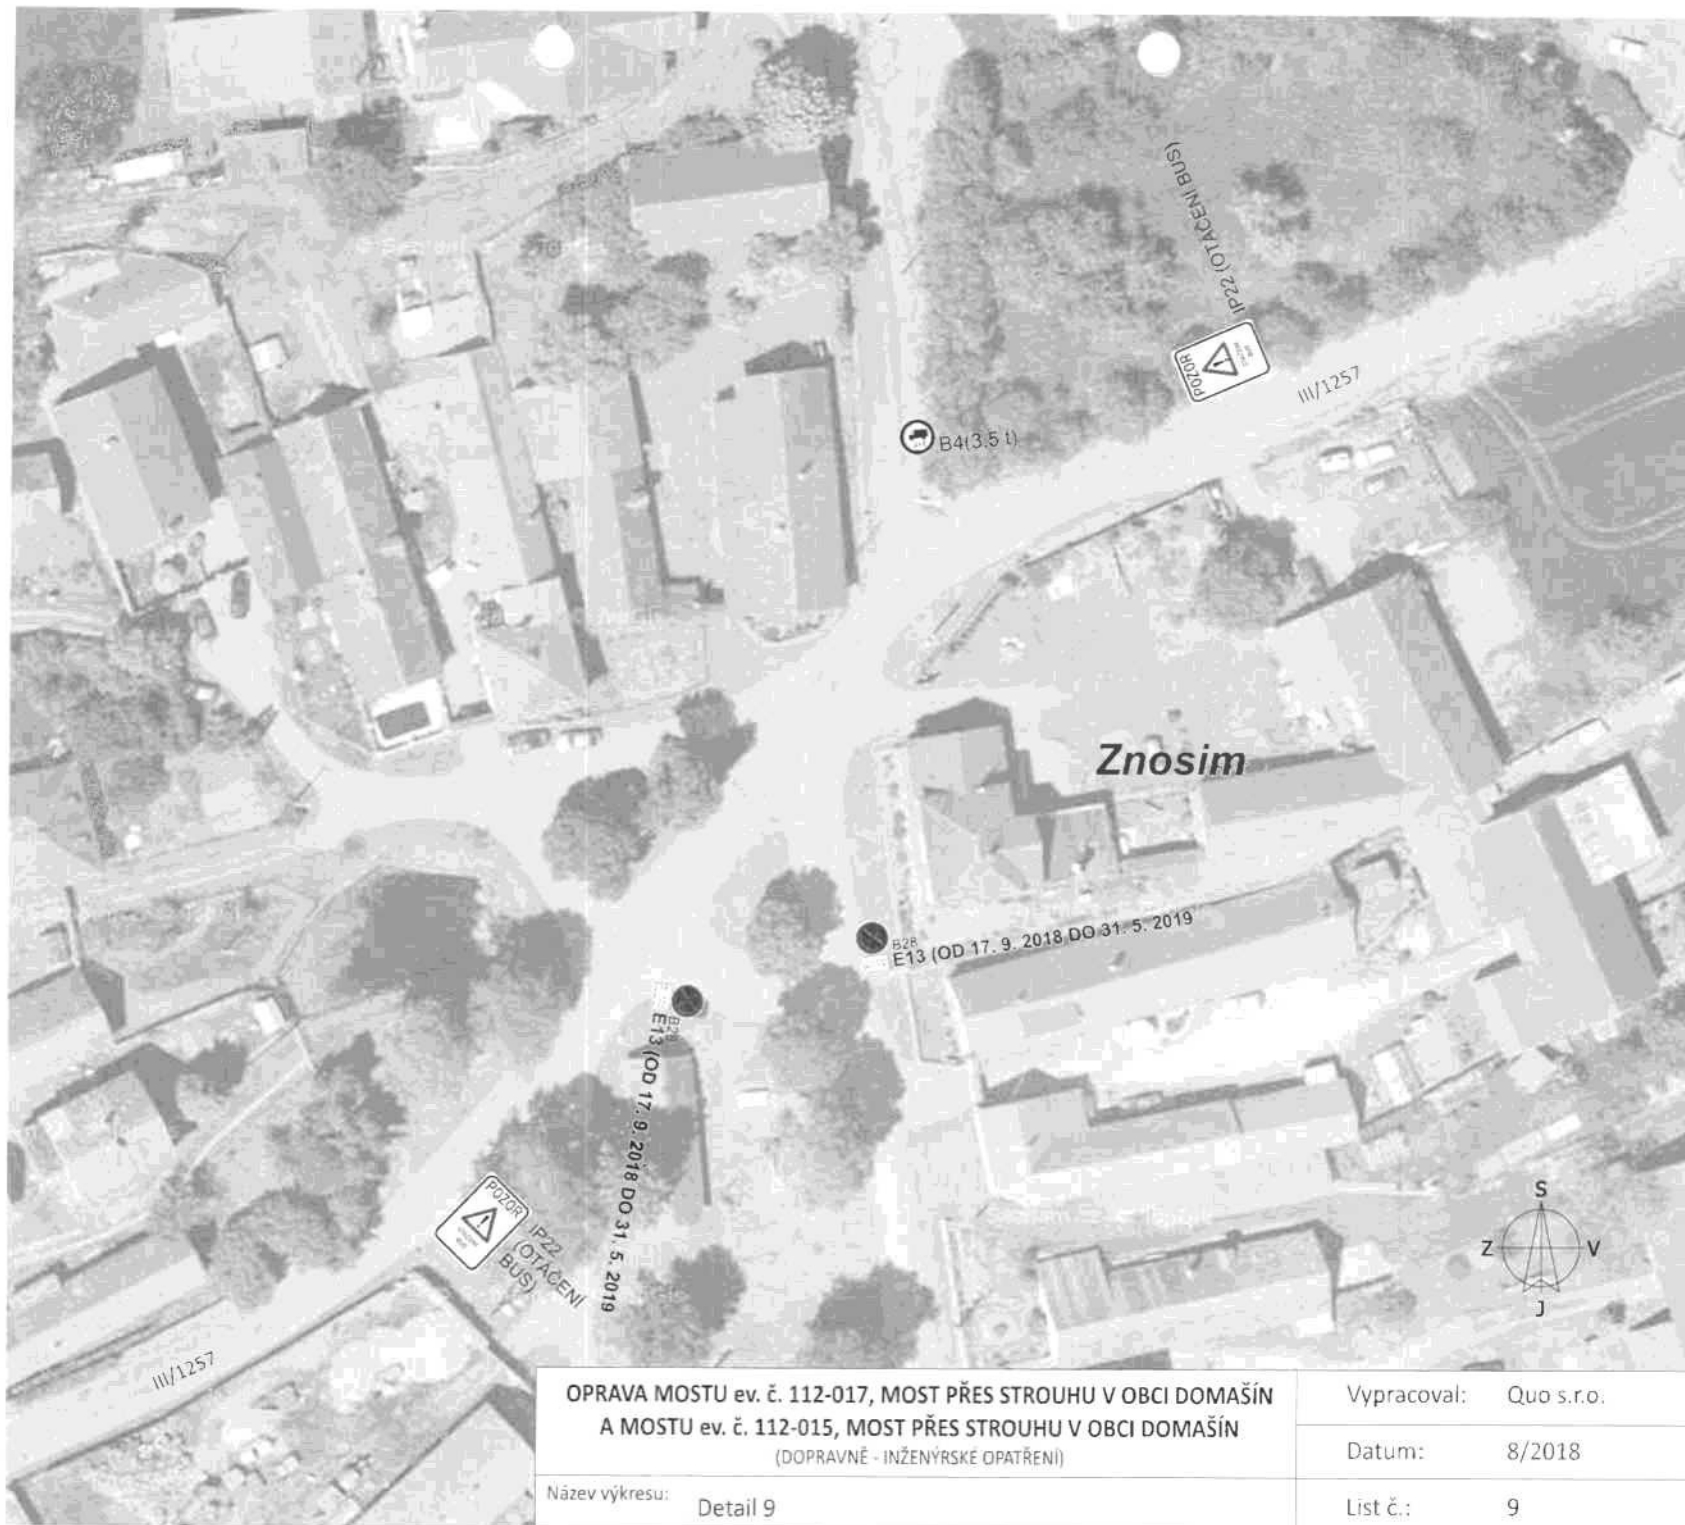 IP22 (OTÁČENÍ BUS)
POZOR
III/1257
B4(3.5 t)
Znosim
B28
E13 (OD 17. 9. 2018 DO 31. 5. 2019
B28
E13 (OD 17. 9. 2018 DO 31. 5. 2019
POZOR
IP22
(OTÁČENÍ
BUS)
S
Z
V
J
III/1257
OPRAVA MOSTU ev. č. 112-017, MOST PŘES STROUHU V OBCI DOMAŠÍN
A MOSTU ev. č. 112-015, MOST PŘES STROUHU V OBCI DOMAŠÍN
(DOPRAVNĚ - INŽENÝRSKÉ OPATŘENÍ)
Název výkresu: Detail 9
Vypracoval: Quo s.r.o.
Datum: 8/2018
List č.: 9